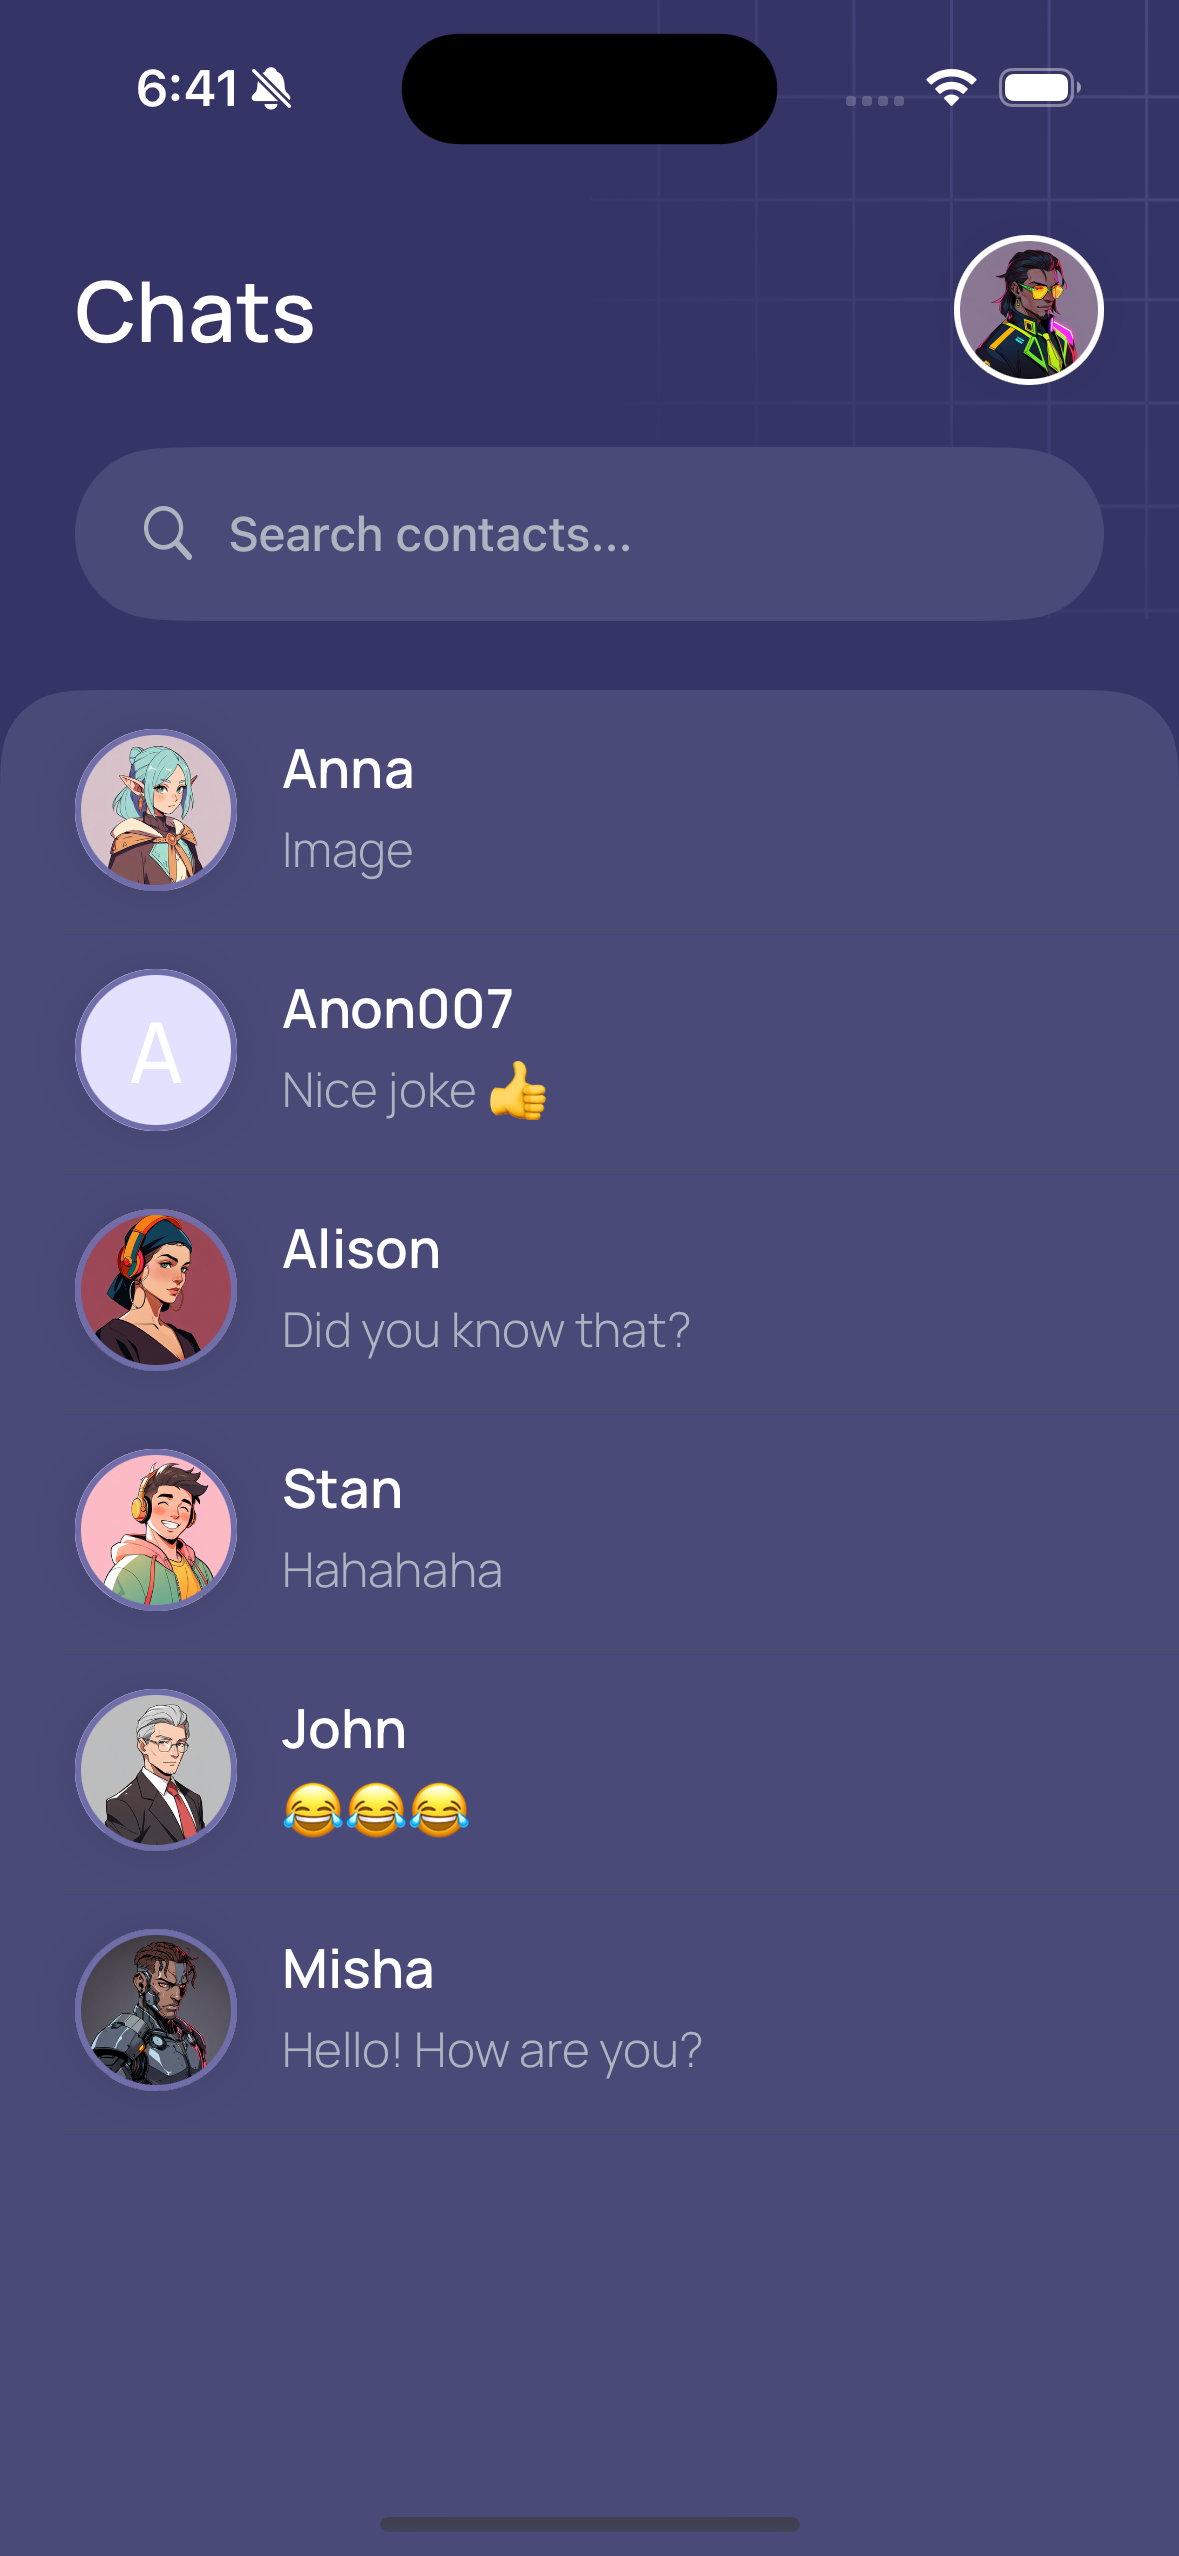 6:41
Chats
Search contacts...
Anna
Image
A
Anon007
Nice joke 👍
Alison
Did you know that?
Stan
Hahahaha
John
😂😂😂
Misha
Hello! How are you?